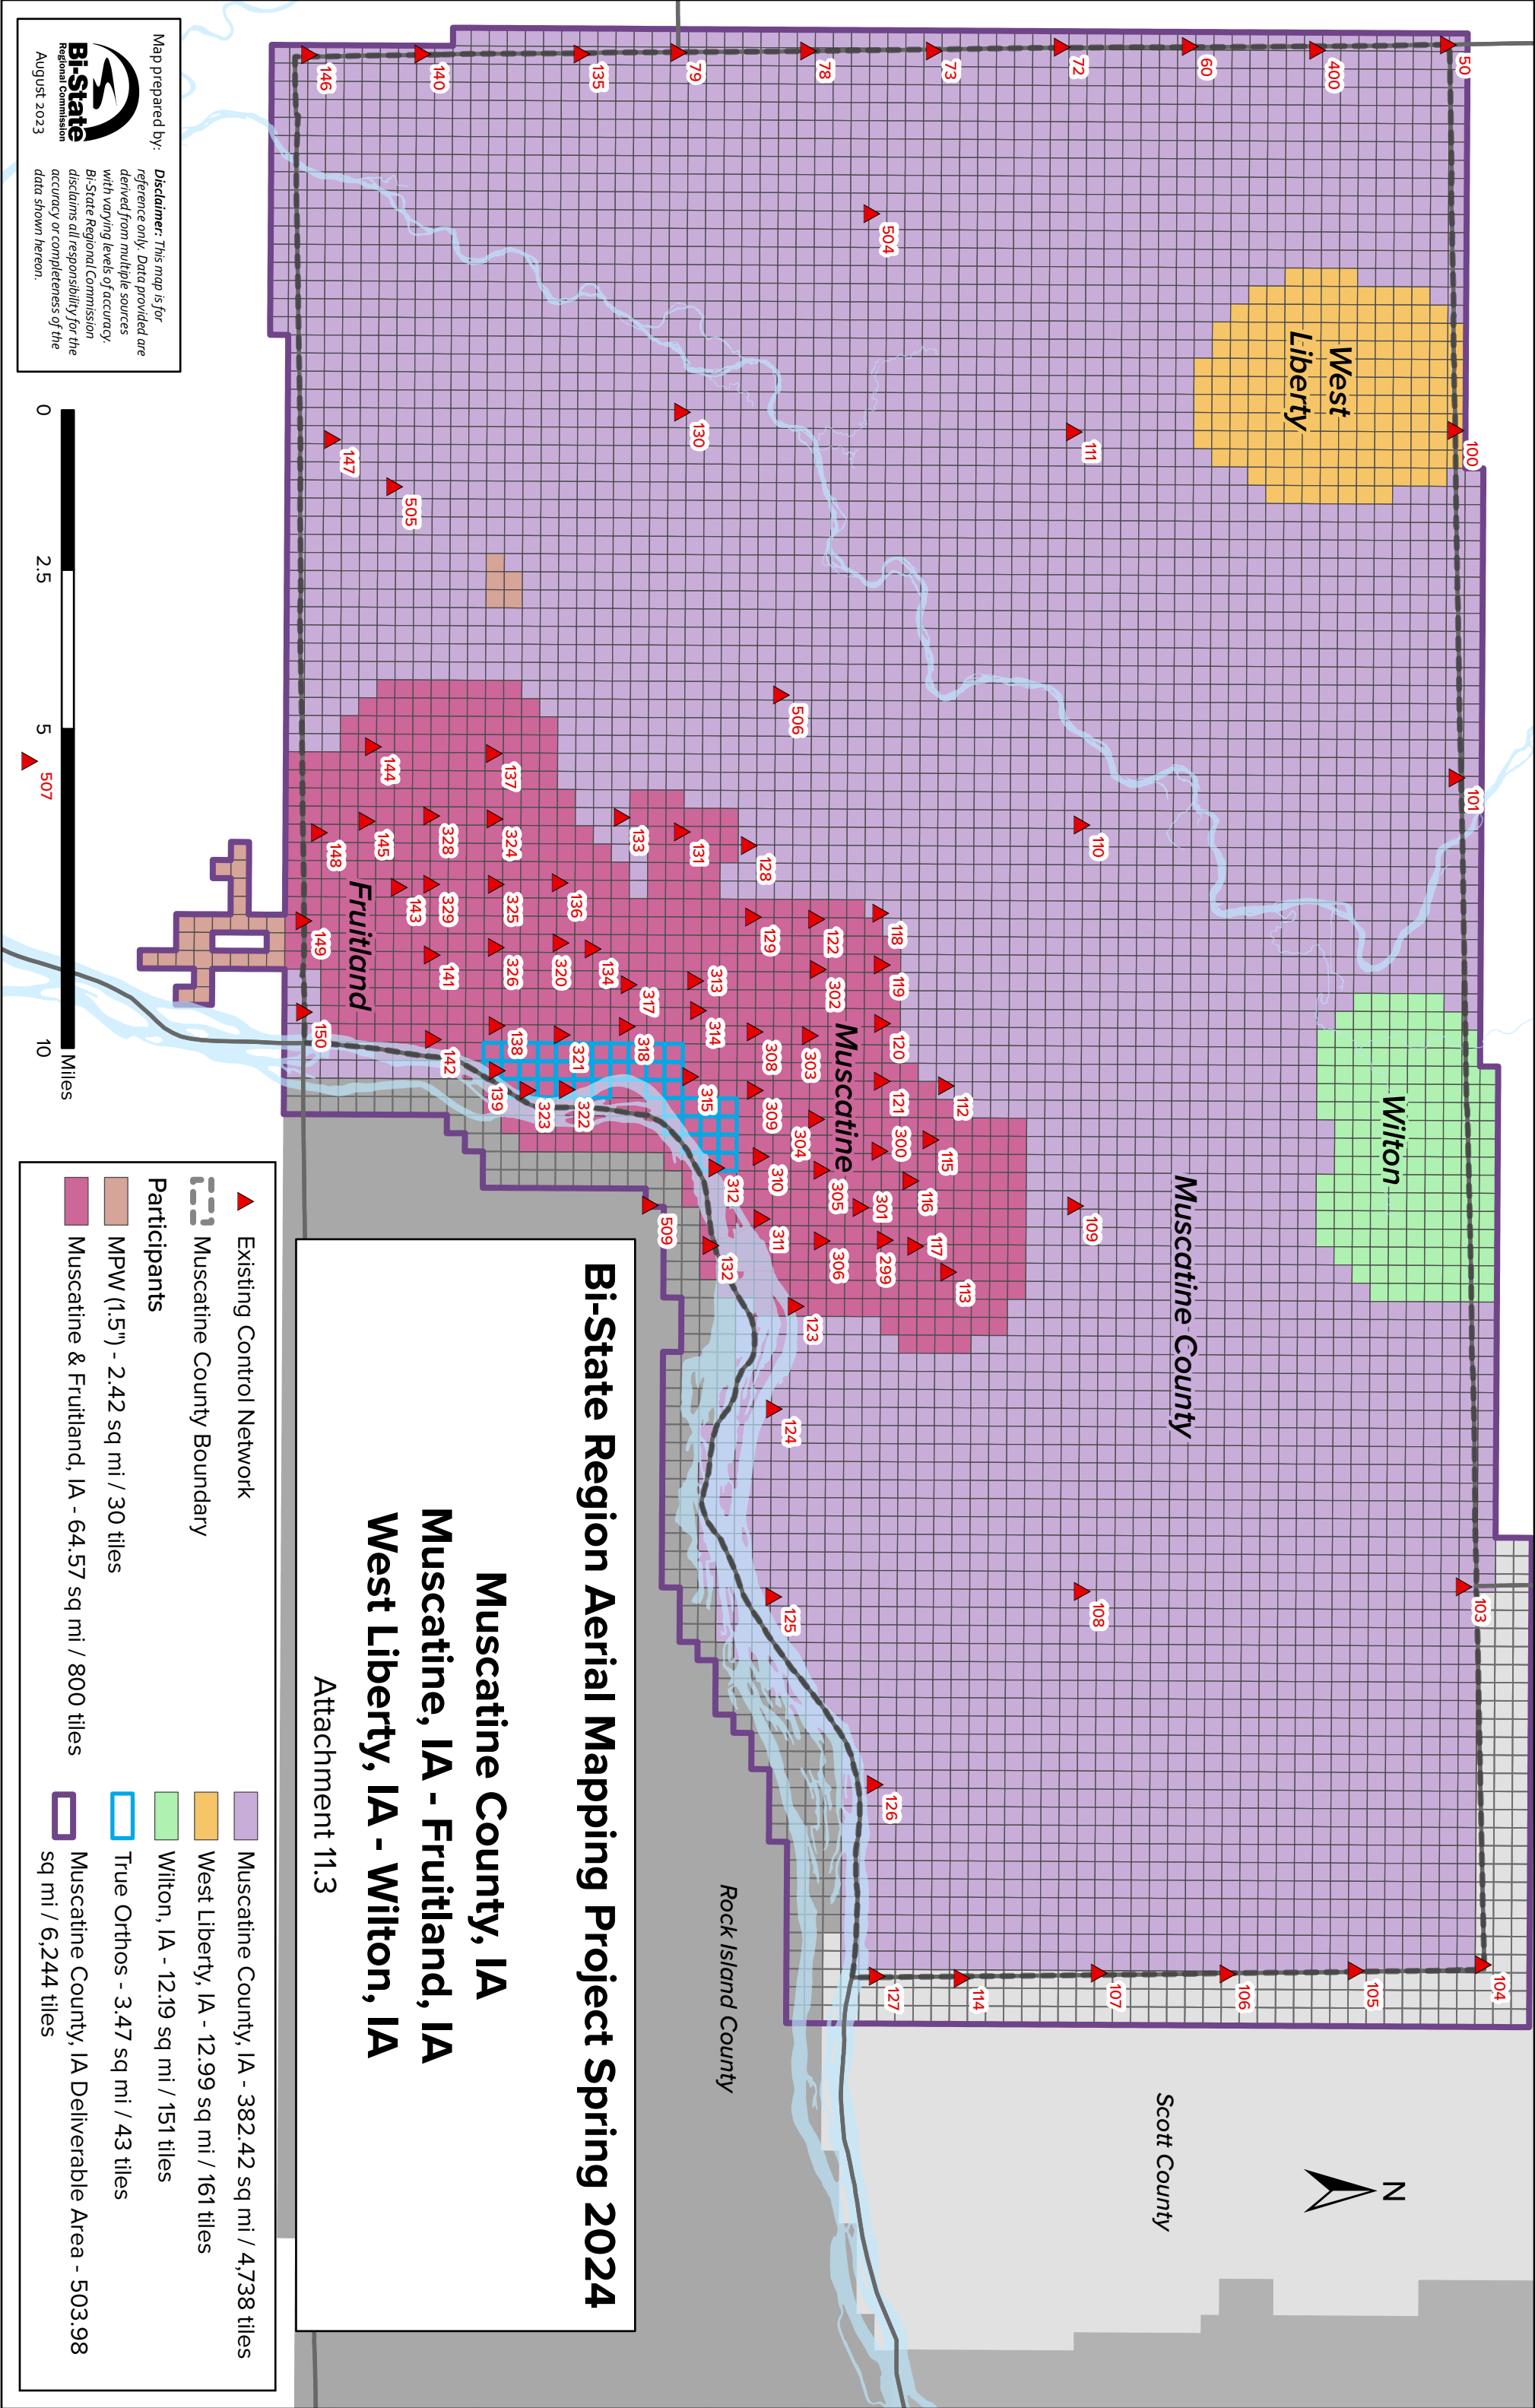 Bi-State Region Aerial Mapping Project Spring 2024
Muscatine County, IA
Muscatine, IA - Fruitland, IA
West Liberty, IA - Wilton, IA
Attachment 11.3
N
West
Liberty
Wilton
Muscatine County
Muscatine
Fruitland
Scott County
Rock Island County
50
100
101
103
104
400
60
72
73
78
79
135
140
146
105
106
107
114
127
504
111
110
109
108
130
506
147
505
118
119
120
121
112
115
300
116
301
117
299
113
122
302
303
304
305
306
128
129
308
309
310
311
123
124
125
126
133
131
313
314
315
312
132
509
137
136
134
317
318
324
325
320
326
321
138
322
323
139
144
328
329
143
141
142
145
148
149
150
507
Map prepared by:
Bi-State
Regional Commission
August 2023
Disclaimer: This map is for
reference only. Data provided are
derived from multiple sources
with varying levels of accuracy.
Bi-State Regional Commission
disclaims all responsibility for the
accuracy or completeness of the
data shown hereon.
0
2.5
5
10
Miles
Existing Control Network
Muscatine County Boundary
Participants
MPW (1.5") - 2.42 sq mi / 30 tiles
Muscatine & Fruitland, IA - 64.57 sq mi / 800 tiles
Muscatine County, IA - 382.42 sq mi / 4,738 tiles
West Liberty, IA - 12.99 sq mi / 161 tiles
Wilton, IA - 12.19 sq mi / 151 tiles
True Orthos - 3.47 sq mi / 43 tiles
Muscatine County, IA Deliverable Area - 503.98
sq mi / 6,244 tiles